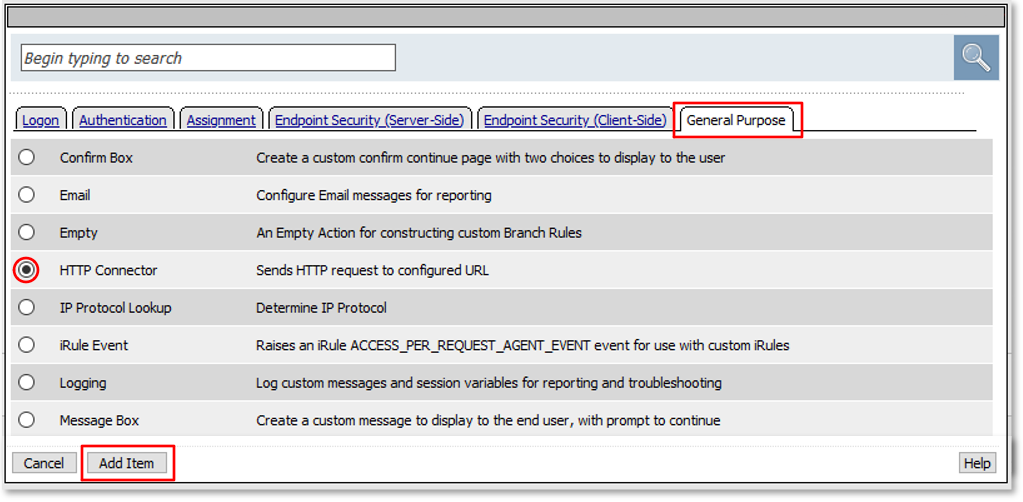 Begin typing to search
Logon Authentication Assignment Endpoint Security (Server-Side) Endpoint Security (Client-Side) General Purpose
Confirm Box Create a custom confirm continue page with two choices to display to the user
Email Configure Email messages for reporting
Empty An Empty Action for constructing custom Branch Rules
HTTP Connector Sends HTTP request to configured URL
IP Protocol Lookup Determine IP Protocol
iRule Event Raises an iRule ACCESS_PER_REQUEST_AGENT_EVENT event for use with custom iRules
Logging Log custom messages and session variables for reporting and troubleshooting
Message Box Create a custom message to display to the end user, with prompt to continue
Cancel Add Item Help